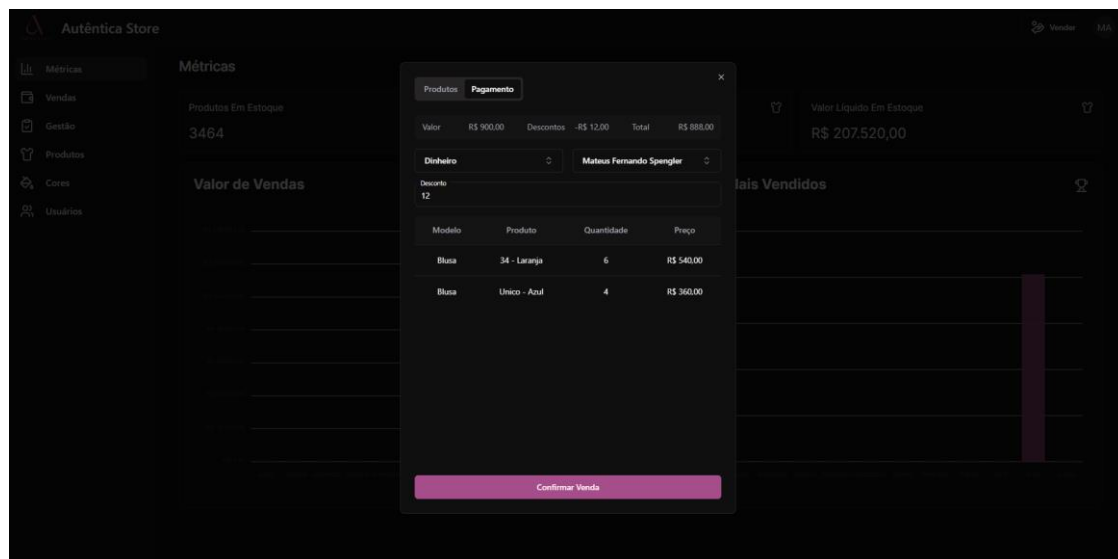 Autêntica Store
Vender
MA
Métricas
Vendas
Gestão
Produtos
Cores
Usuários
Métricas
Produtos Em Estoque
3464
Valor Líquido Em Estoque
R$ 207.520,00
Valor de Vendas
Mais Vendidos
Produtos Pagamento
Valor R$ 900,00 Descontos -R$ 12,00 Total R$ 888,00
Dinheiro Mateus Fernando Spengler
Desconto
12
Modelo Produto Quantidade Preço
Blusa 34 - Laranja 6 R$ 540,00
Blusa Unico - Azul 4 R$ 360,00
Confirmar Venda